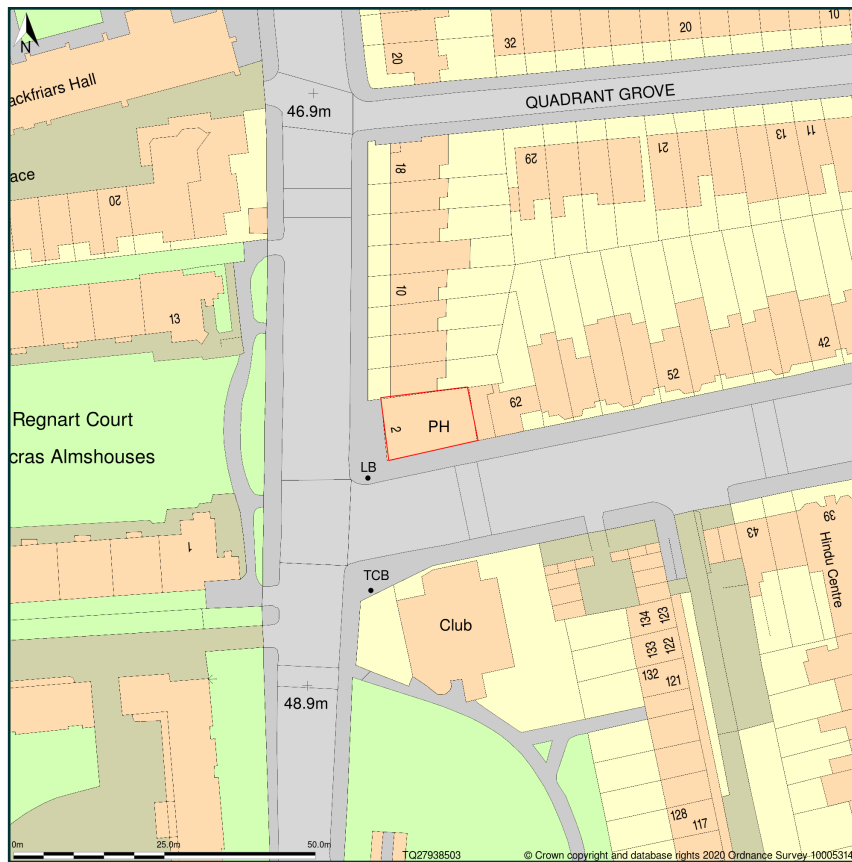 N
ackfriars Hall
ace
20
13
Regnart Court
cras Almshouses
1
46.9m
20
32
20
10
QUADRANT GROVE
18
29
21
13
11
10
2
PH
62
52
42
LB
TCB
Club
48.9m
43
39
Hindu Centre
134
123
133
122
132
121
128
117
0m
25.0m
50.0m
TQ27938503
© Crown copyright and database rights 2020 Ordnance Survey 10005314